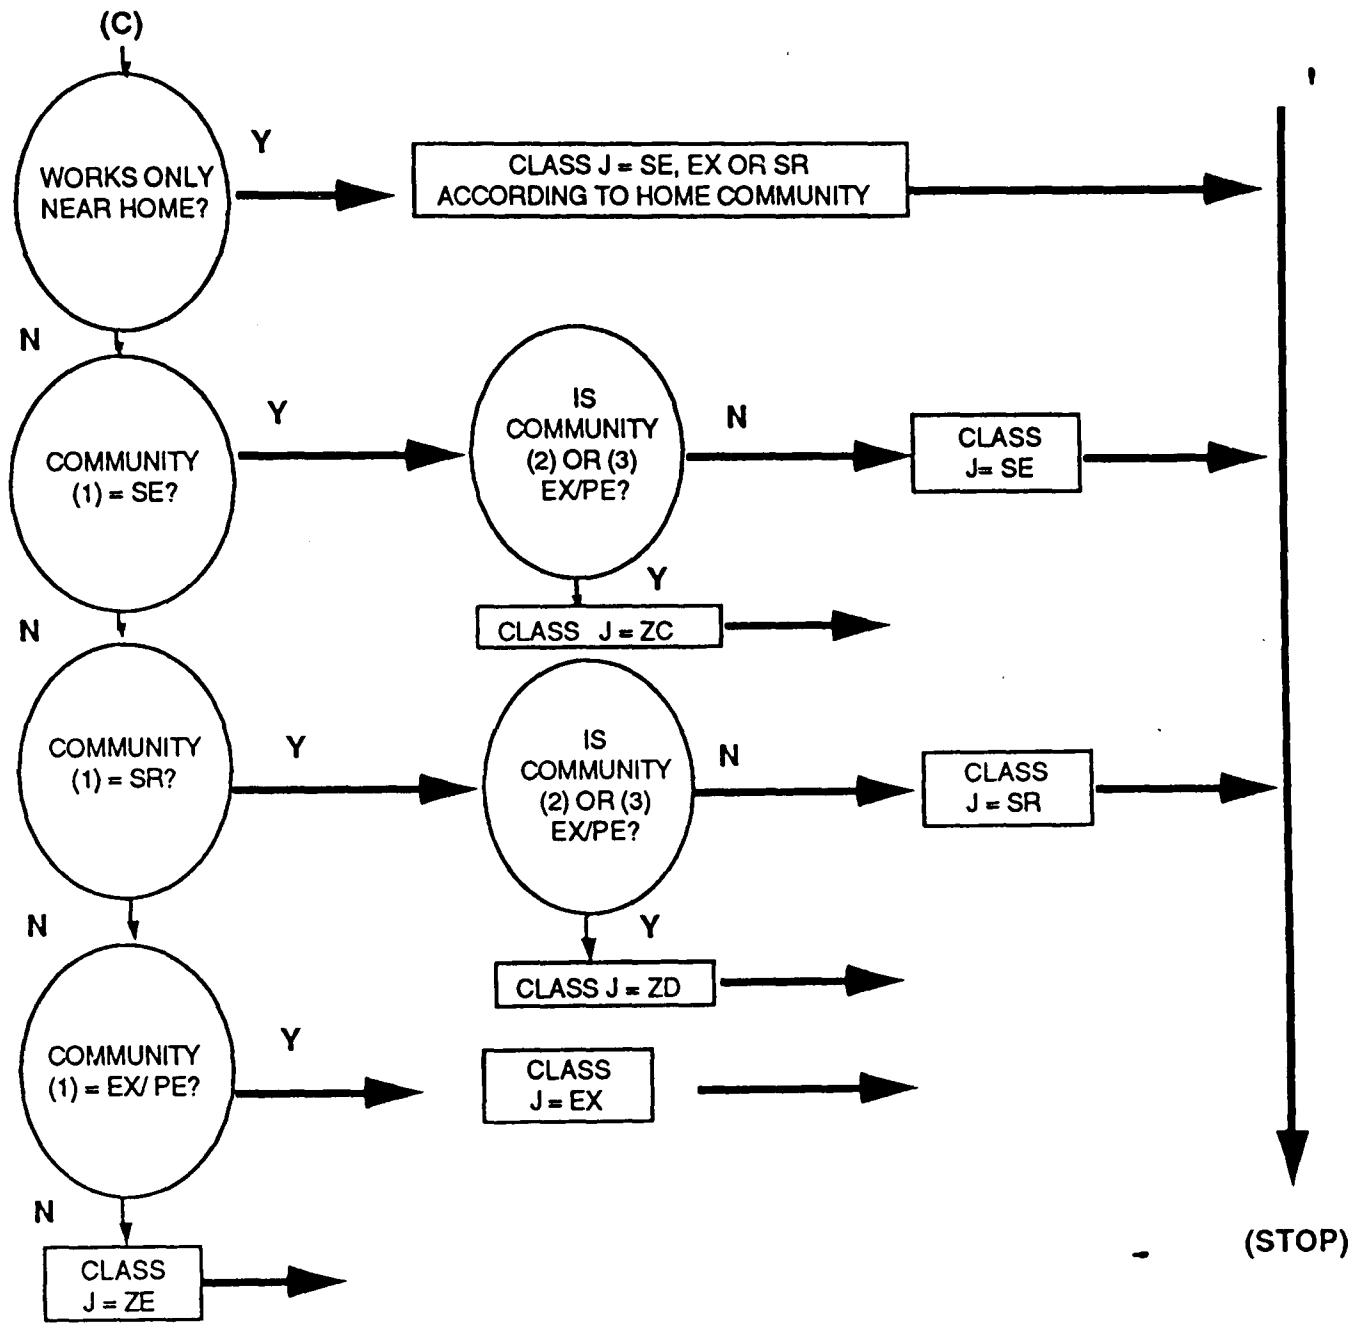 (C)
Y
WORKS ONLY
NEAR HOME?
CLASS J = SE, EX OR SR
ACCORDING TO HOME COMMUNITY
N
Y
COMMUNITY
(1) = SE?
IS
COMMUNITY
(2) OR (3)
EX/PE?
N
CLASS
J= SE
Y
CLASS J = ZC
N
Y
COMMUNITY
(1) = SR?
IS
COMMUNITY
(2) OR (3)
EX/PE?
N
CLASS
J = SR
Y
CLASS J = ZD
N
Y
COMMUNITY
(1) = EX/ PE?
CLASS
J = EX
N
CLASS
J = ZE
(STOP)